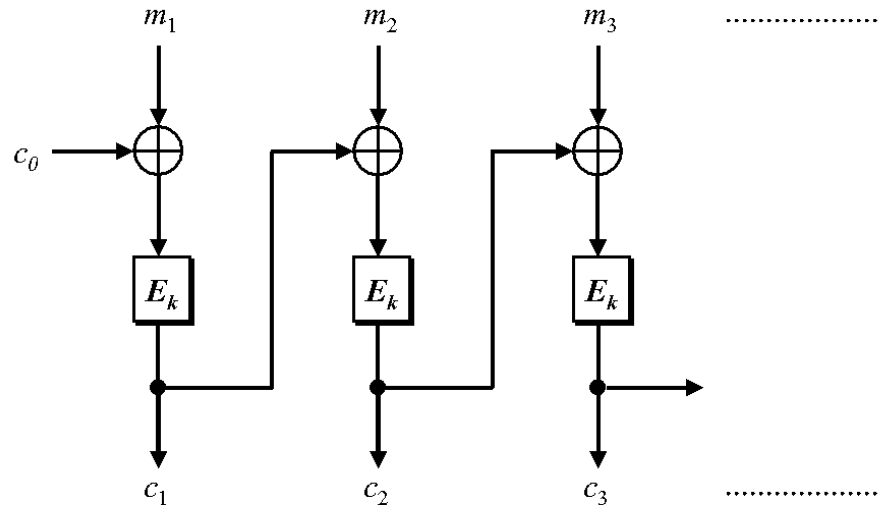 m₁ m₂ m₃ ..................
c₀
Eₖ Eₖ Eₖ
c₁ c₂ c₃ ..................